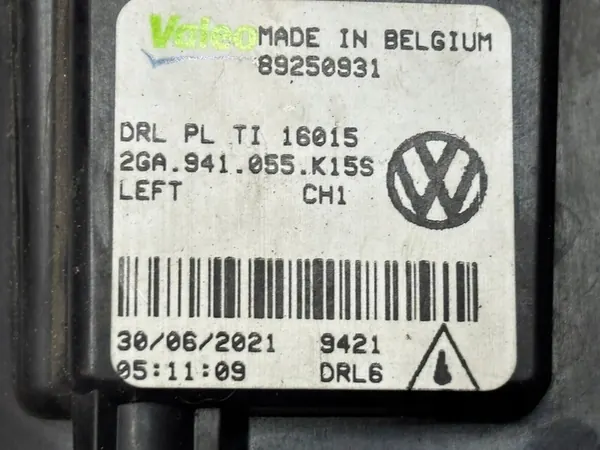 Valeo MADE IN BELGIUM
89250931
DRL PL TI 16015
2GA.941.055.K15S
LEFT CH1
30/06/2021 9421
05:11:09 DRL6